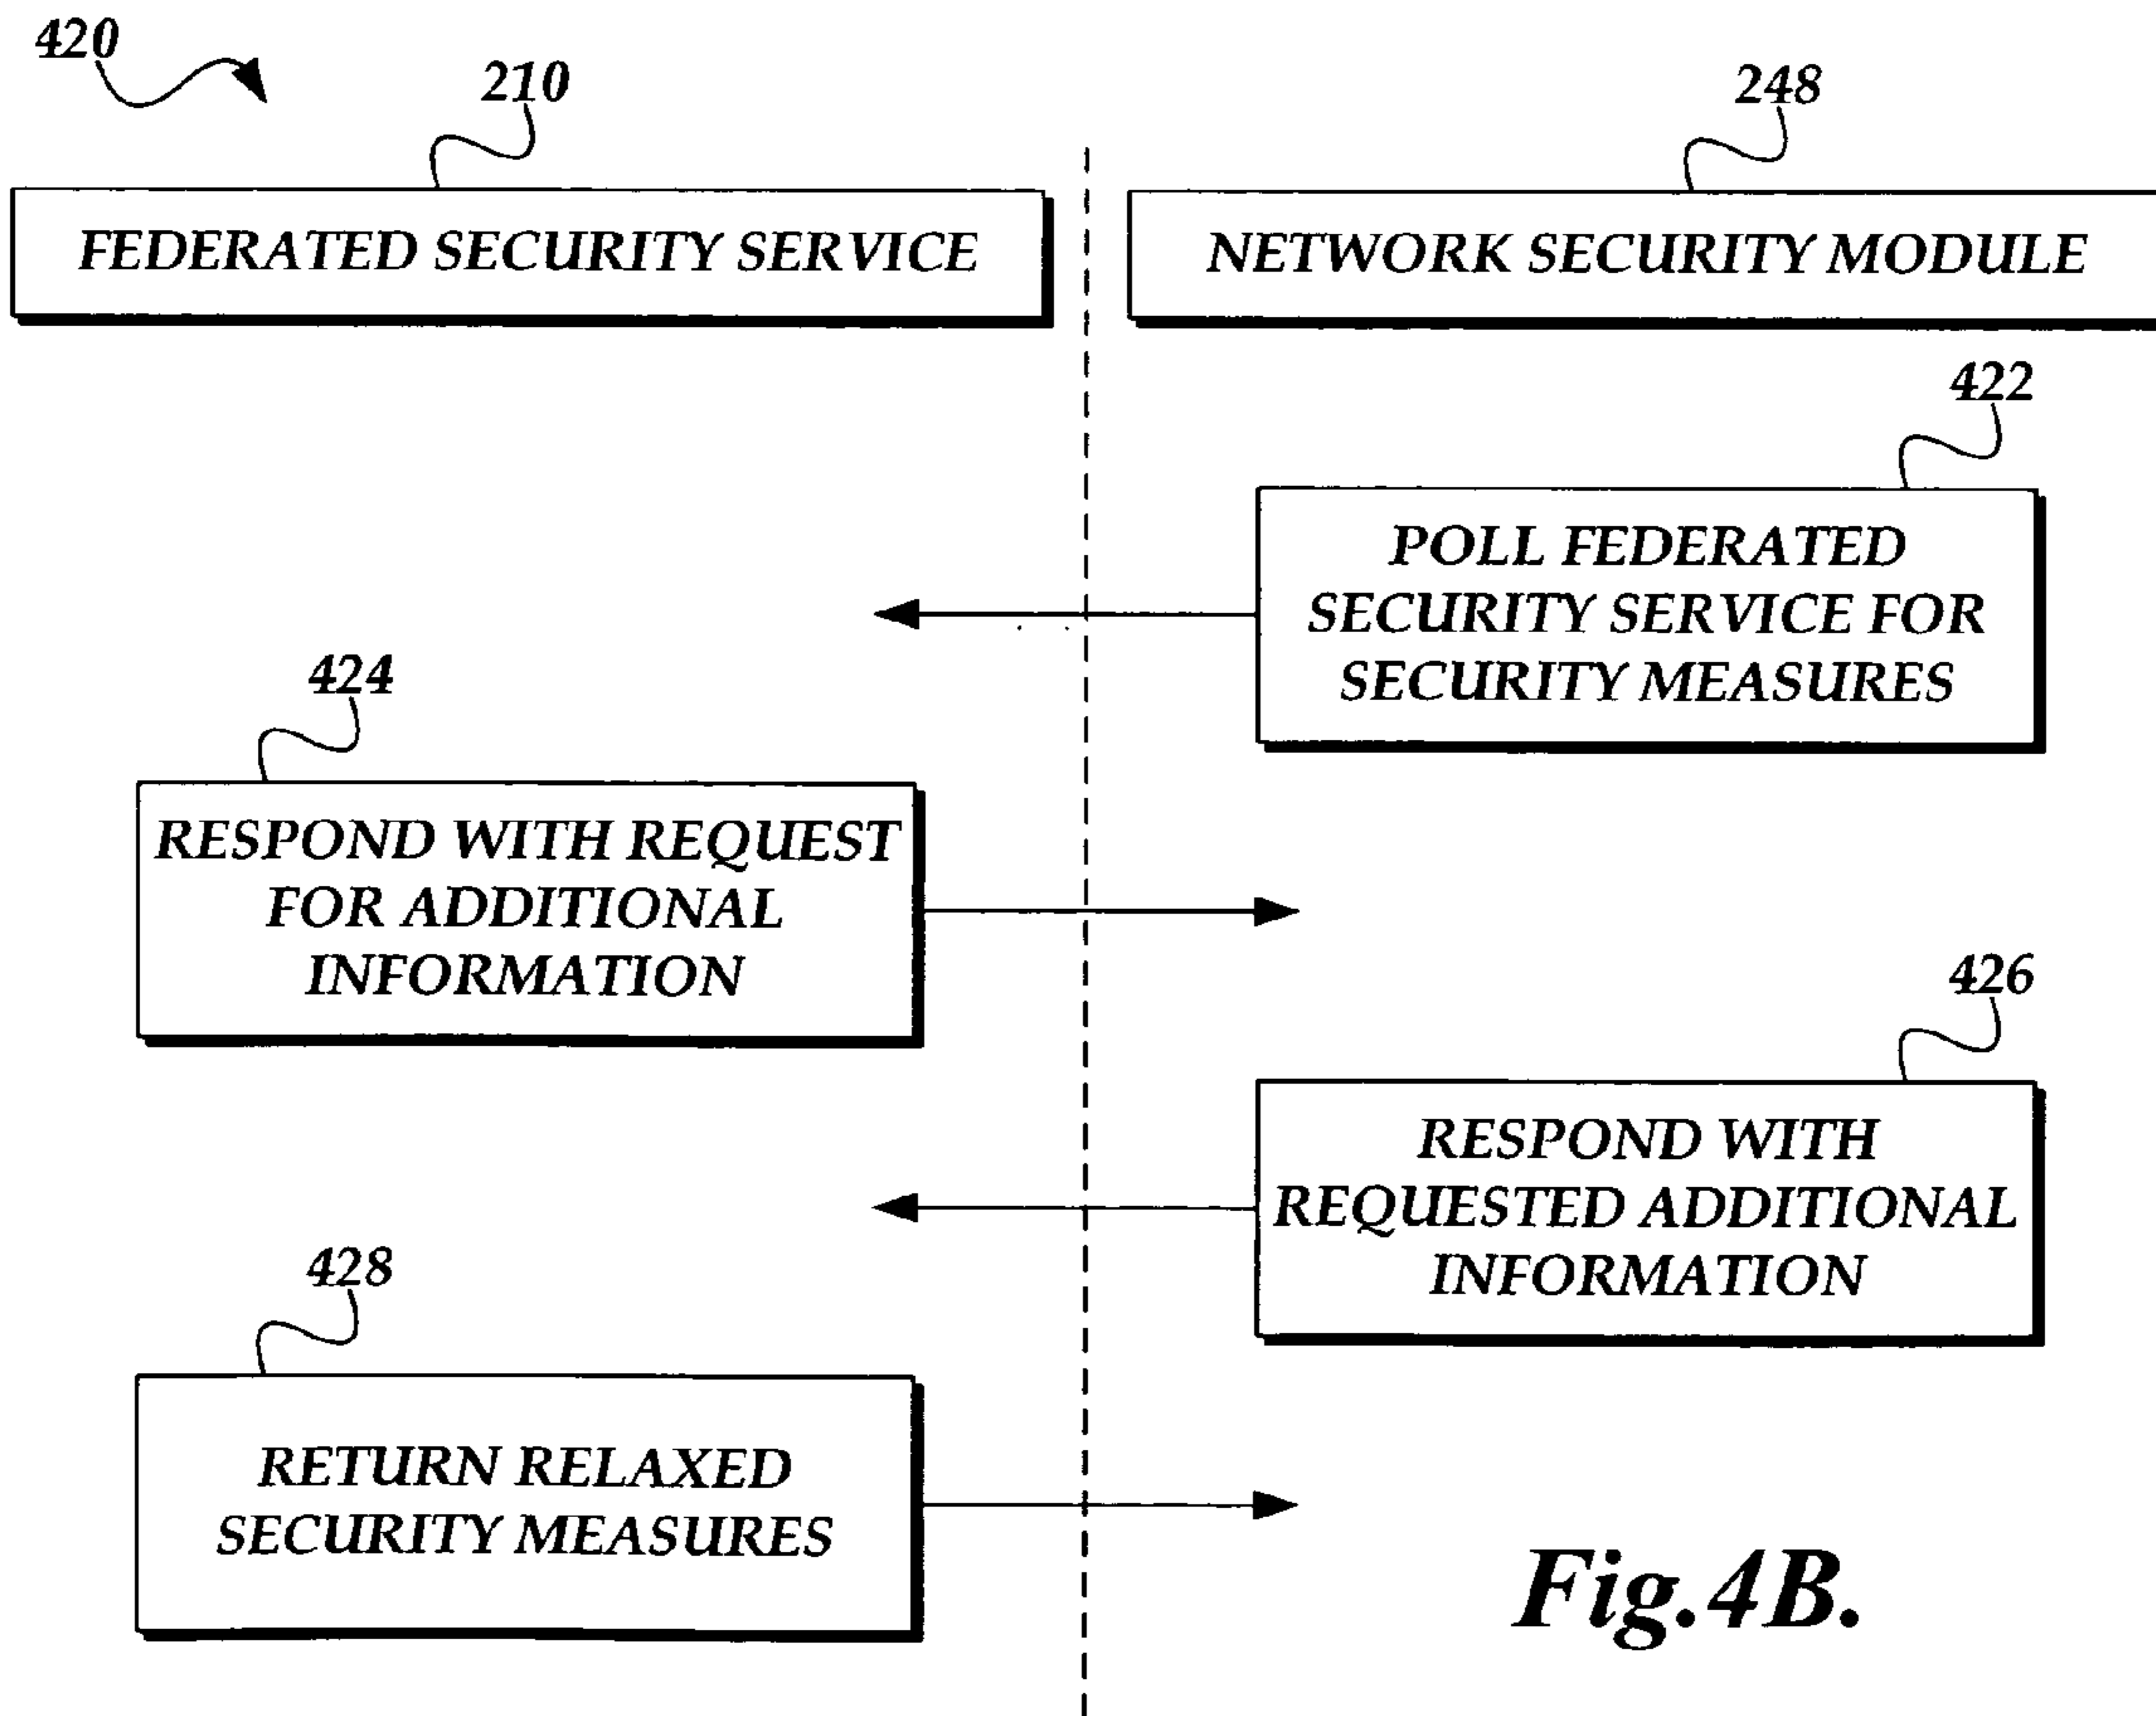 420
210
248
FEDERATED SECURITY SERVICE
NETWORK SECURITY MODULE
422
POLL FEDERATED
SECURITY SERVICE FOR
SECURITY MEASURES
424
RESPOND WITH REQUEST
FOR ADDITIONAL
INFORMATION
426
RESPOND WITH
REQUESTED ADDITIONAL
INFORMATION
428
RETURN RELAXED
SECURITY MEASURES
Fig.4B.